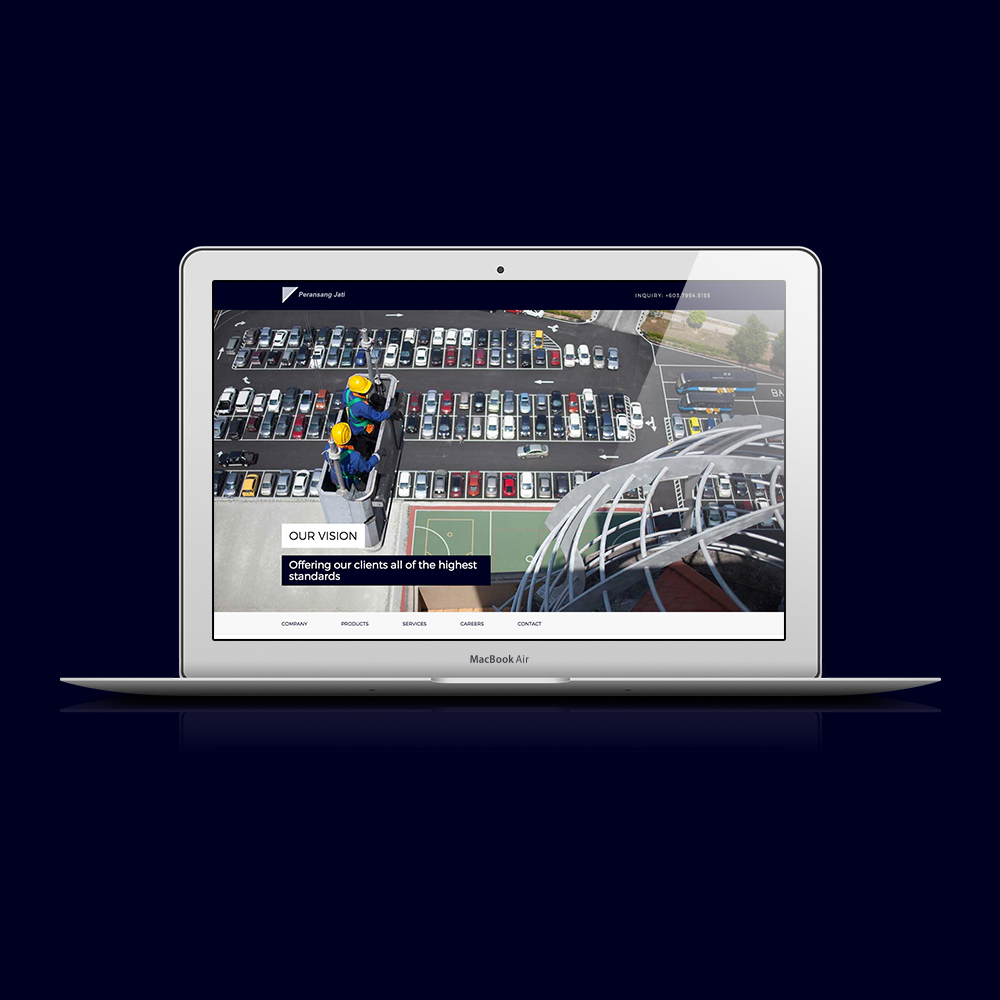 Peransang Jati
INQUIRY: +603.7954.5155
OUR VISION
Offering our clients all of the highest
standards
COMPANY
PRODUCTS
SERVICES
CAREERS
CONTACT
MacBook Air